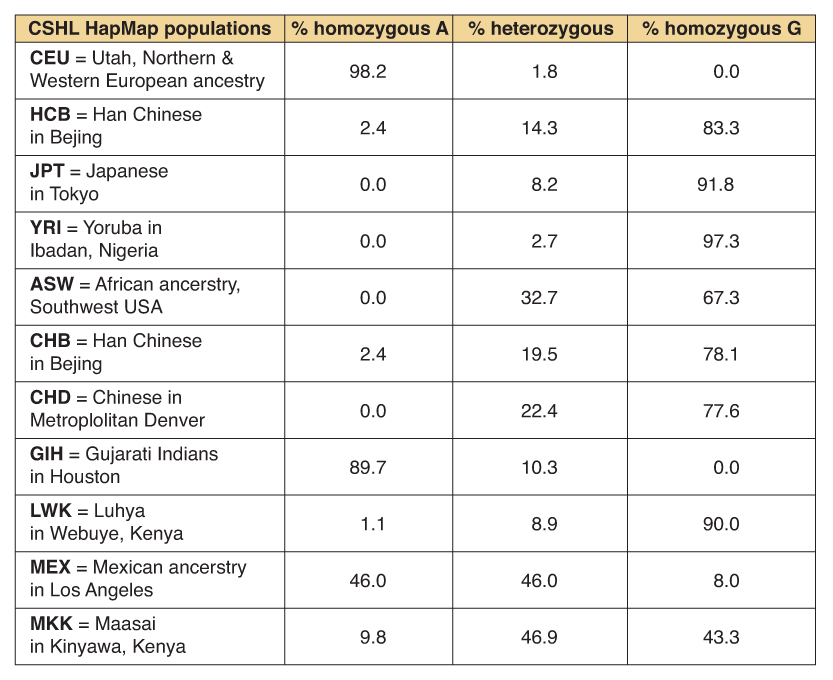 CSHL HapMap populations % homozygous A % heterozygous % homozygous G
CEU = Utah, Northern &
Western European ancestry 98.2 1.8 0.0
HCB = Han Chinese
in Bejing 2.4 14.3 83.3
JPT = Japanese
in Tokyo 0.0 8.2 91.8
YRI = Yoruba in
Ibadan, Nigeria 0.0 2.7 97.3
ASW = African ancerstry,
Southwest USA 0.0 32.7 67.3
CHB = Han Chinese
in Bejing 2.4 19.5 78.1
CHD = Chinese in
Metroplolitan Denver 0.0 22.4 77.6
GIH = Gujarati Indians
in Houston 89.7 10.3 0.0
LWK = Luhya
in Webuye, Kenya 1.1 8.9 90.0
MEX = Mexican ancerstry
in Los Angeles 46.0 46.0 8.0
MKK = Maasai
in Kinyawa, Kenya 9.8 46.9 43.3